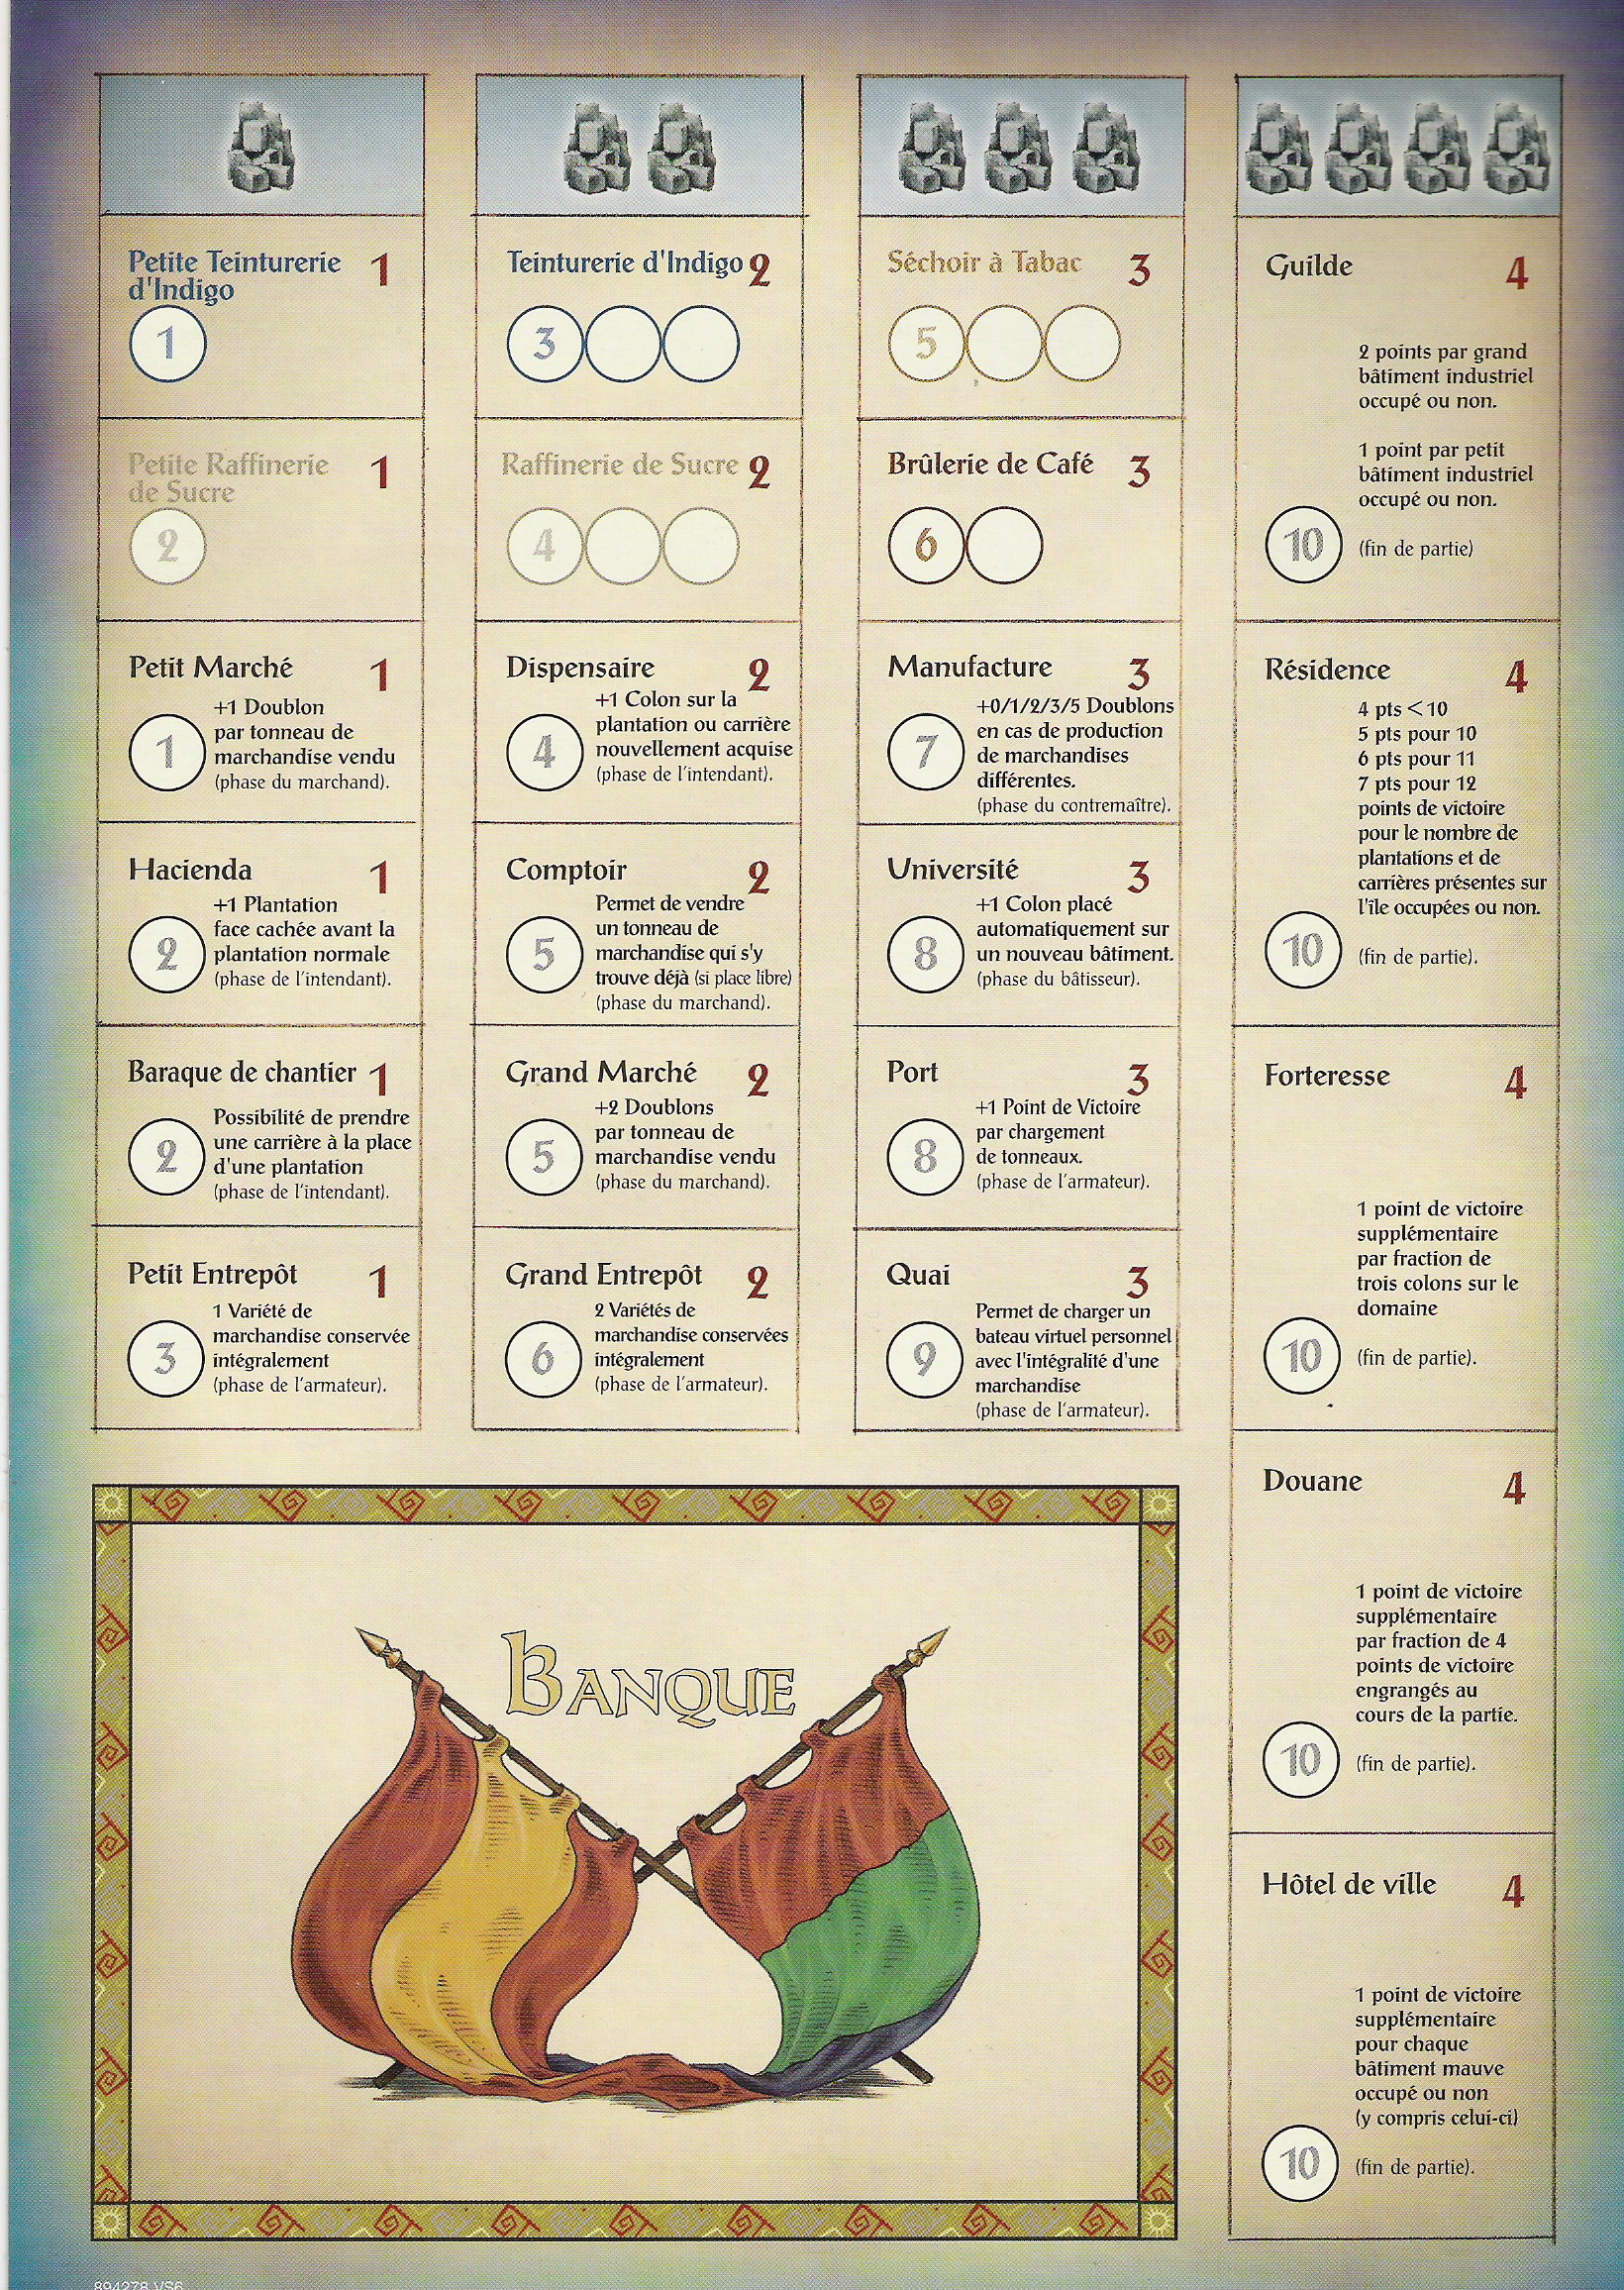 Petite Teinturerie 1
d'Indigo
1
Petite Raffinerie 1
de Sucre
2
Petit Marché 1
+1 Doublon
par tonneau de
1 marchandise vendu
(phase du marchand).
Hacienda 1
+1 Plantation
face cachée avant la
2 plantation normale
(phase de l'intendant).
Baraque de chantier 1
Possibilité de prendre
une carrière à la place
2 d'une plantation
(phase de l'intendant).
Petit Entrepôt 1
1 Variété de
marchandise conservée
3 intégralement
(phase de l'armateur).
Teinturerie d'Indigo 2
3
Raffinerie de Sucre 2
4
Dispensaire 2
+1 Colon sur la
plantation ou carrière
4 nouvellement acquise
(phase de l'intendant).
Comptoir 2
Permet de vendre
un tonneau de
5 marchandise qui s'y
trouve déjà (si place libre)
(phase du marchand).
Grand Marché 2
+2 Doublons
par tonneau de
5 marchandise vendu
(phase du marchand).
Grand Entrepôt 2
2 Variétés de
marchandise conservées
6 intégralement
(phase de l'armateur).
Séchoir à Tabac 3
5
Brûlerie de Café 3
6
Manufacture 3
+0/1/2/3/5 Doublons
en cas de production
7 de marchandises
différentes.
(phase du contremaître).
Université 3
+1 Colon placé
automatiquement sur
8 un nouveau bâtiment.
(phase du bâtisseur).
Port 3
+1 Point de Victoire
par chargement
8 de tonneaux.
(phase de l'armateur).
Quai 3
Permet de charger un
bateau virtuel personnel
9 avec l'intégralité d'une
marchandise
(phase de l'armateur).
Guilde 4
2 points par grand
bâtiment industriel
occupé ou non.
1 point par petit
bâtiment industriel
occupé ou non.
10 (fin de partie)
Résidence 4
4 pts < 10
5 pts pour 10
6 pts pour 11
7 pts pour 12
points de victoire
pour le nombre de
plantations et de
carrières présentes sur
l'île occupées ou non.
10 (fin de partie).
Forteresse 4
1 point de victoire
supplémentaire
par fraction de
trois colons sur le
domaine
10 (fin de partie).
Douane 4
1 point de victoire
supplémentaire
par fraction de 4
points de victoire
engrangés au
cours de la partie.
10 (fin de partie).
Hôtel de ville 4
1 point de victoire
supplémentaire
pour chaque
bâtiment mauve
occupé ou non
(y compris celui-ci)
10 (fin de partie).
BANQUE
894278 VS6